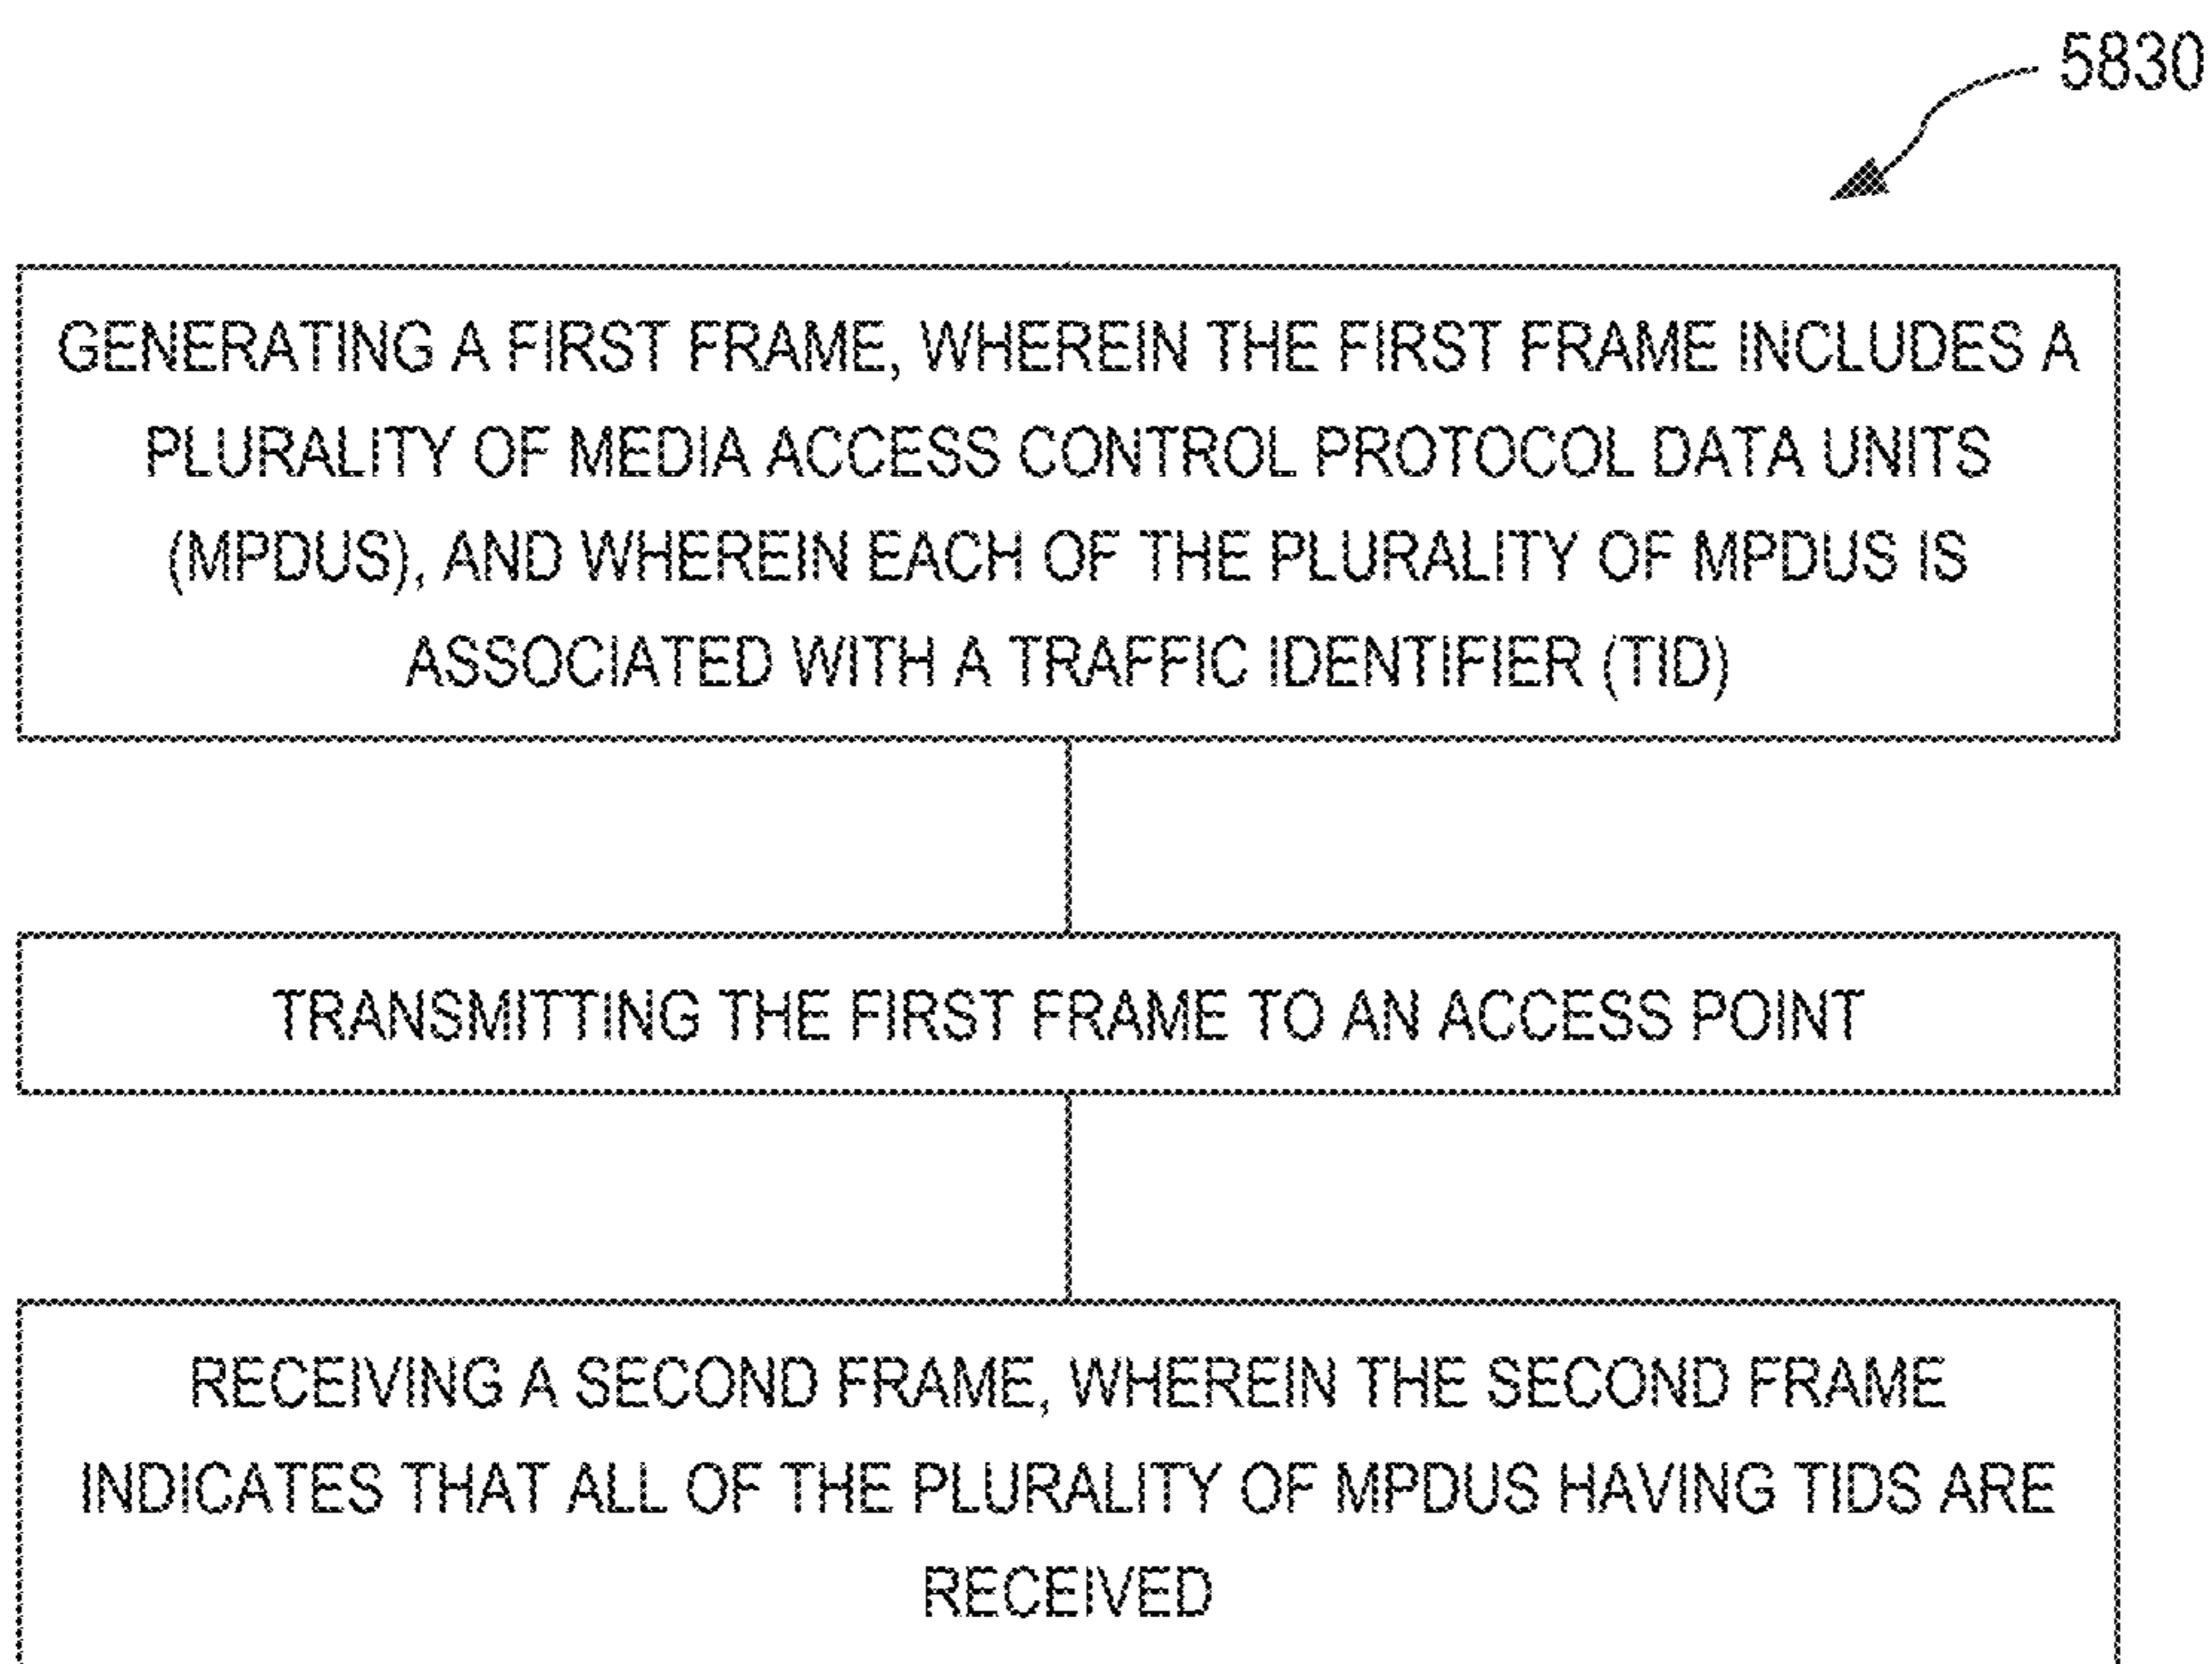 5830
GENERATING A FIRST FRAME, WHEREIN THE FIRST FRAME INCLUDES A
PLURALITY OF MEDIA ACCESS CONTROL PROTOCOL DATA UNITS
(MPDUS), AND WHEREIN EACH OF THE PLURALITY OF MPDUS IS
ASSOCIATED WITH A TRAFFIC IDENTIFIER (TID)
TRANSMITTING THE FIRST FRAME TO AN ACCESS POINT
RECEIVING A SECOND FRAME, WHEREIN THE SECOND FRAME
INDICATES THAT ALL OF THE PLURALITY OF MPDUS HAVING TIDS ARE
RECEIVED